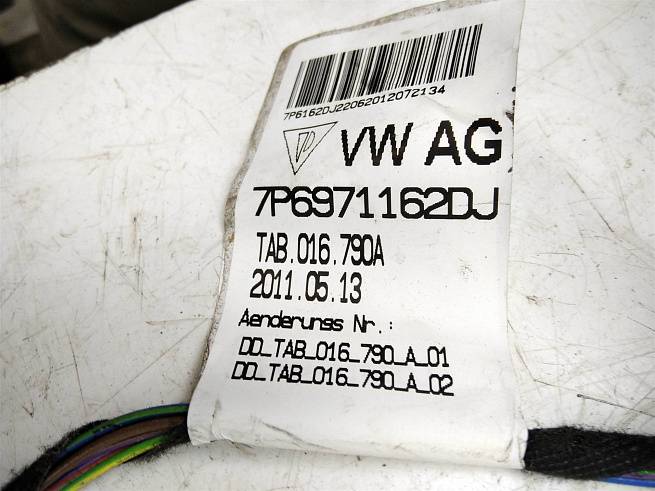 7P6162DJ22062012072134
VW AG
7P6971162DJ
TAB.016.790A
2011.05.13
Aenderungs Nr.:
DD_TAB_016_790_A_01
DD_TAB_016_790_A_02